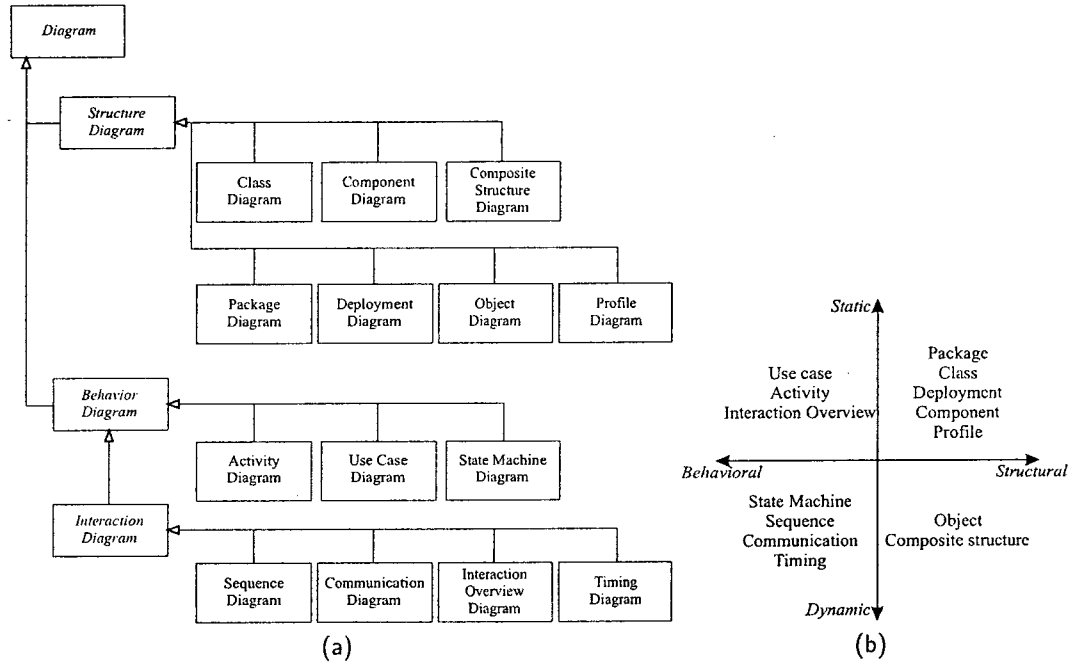 Diagram
Structure
Diagram
Class
Diagram
Component
Diagram
Composite
Structure
Diagram
Package
Diagram
Deployment
Diagram
Object
Diagram
Profile
Diagram
Behavior
Diagram
Activity
Diagram
Use Case
Diagram
State Machine
Diagram
Interaction
Diagram
Sequence
Diagram
Communication
Diagram
Interaction
Overview
Diagram
Timing
Diagram
(a)
Static
Use case
Activity
Interaction Overview
Package
Class
Deployment
Component
Profile
Behavioral
Structural
State Machine
Sequence
Communication
Timing
Object
Composite structure
Dynamic
(b)